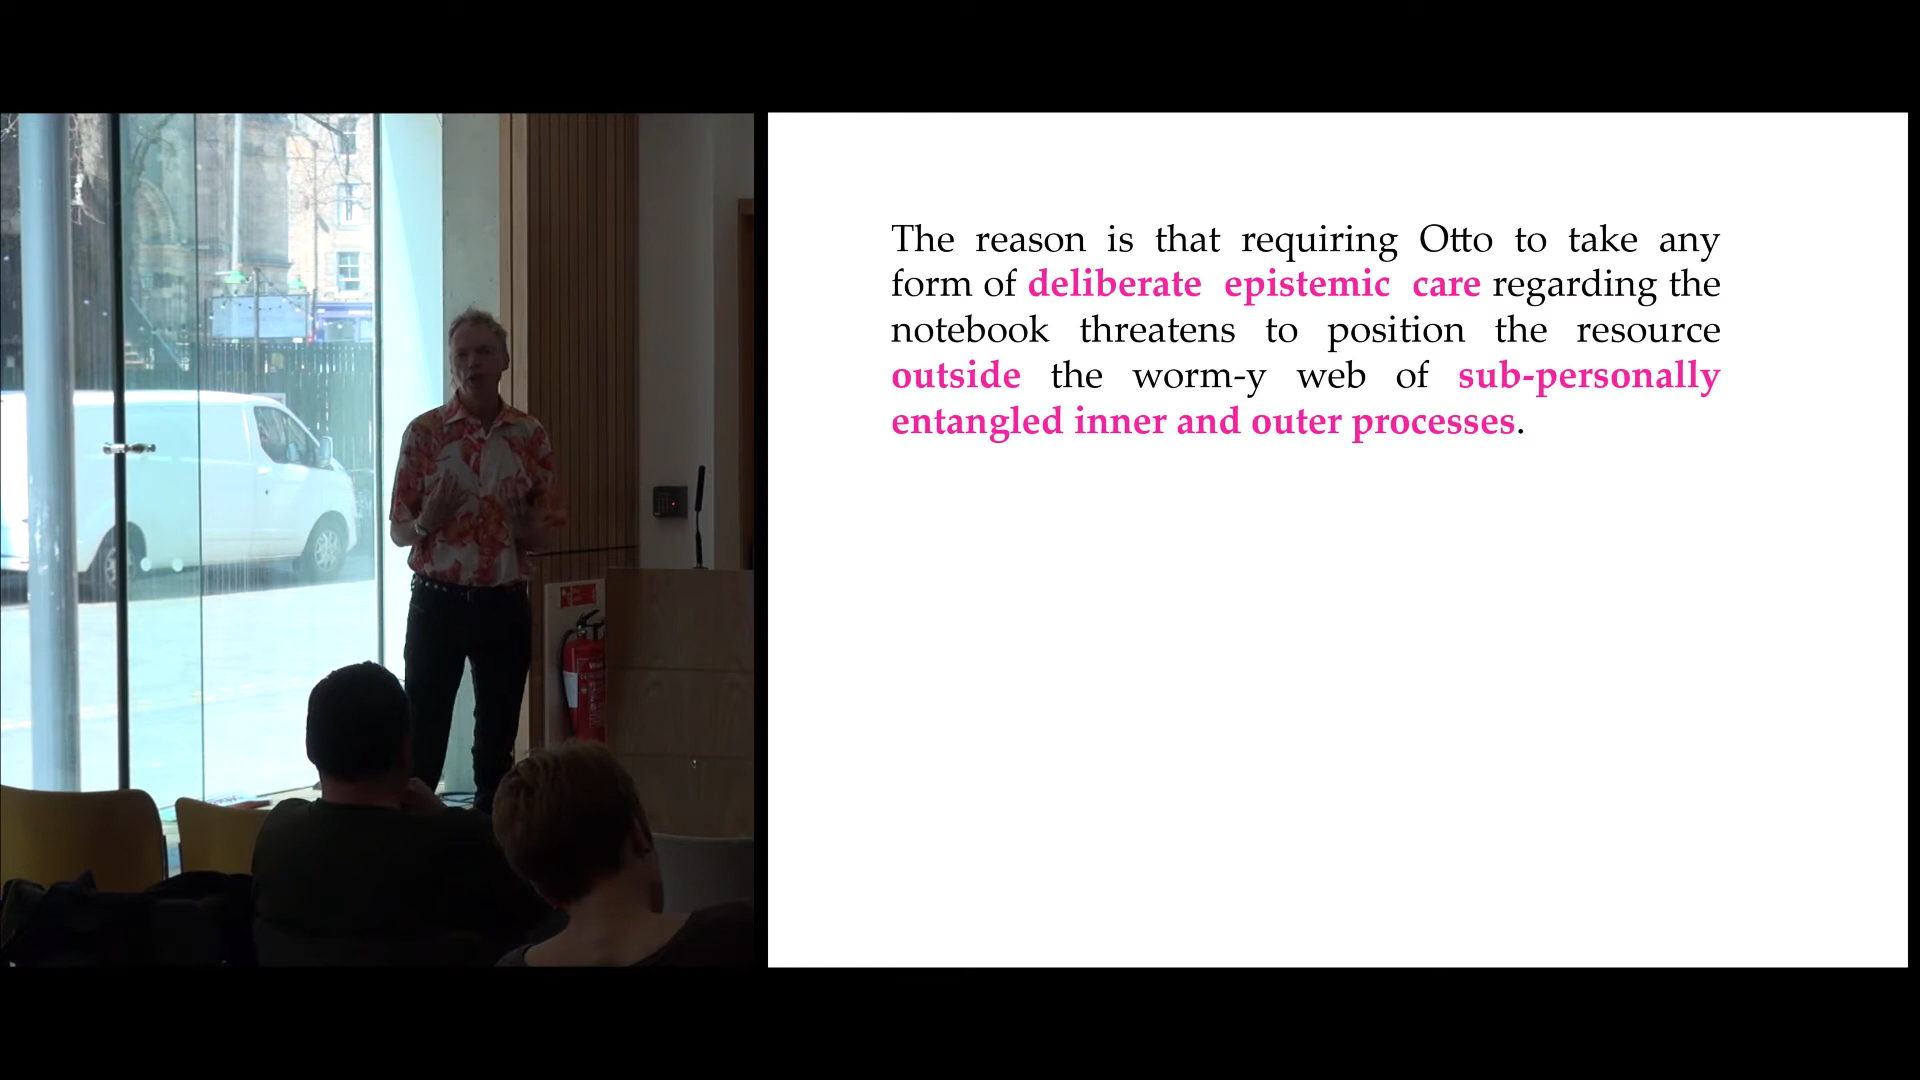 The reason is that requiring Otto to take any
form of deliberate epistemic care regarding the
notebook threatens to position the resource
outside the worm-y web of sub-personally
entangled inner and outer processes.